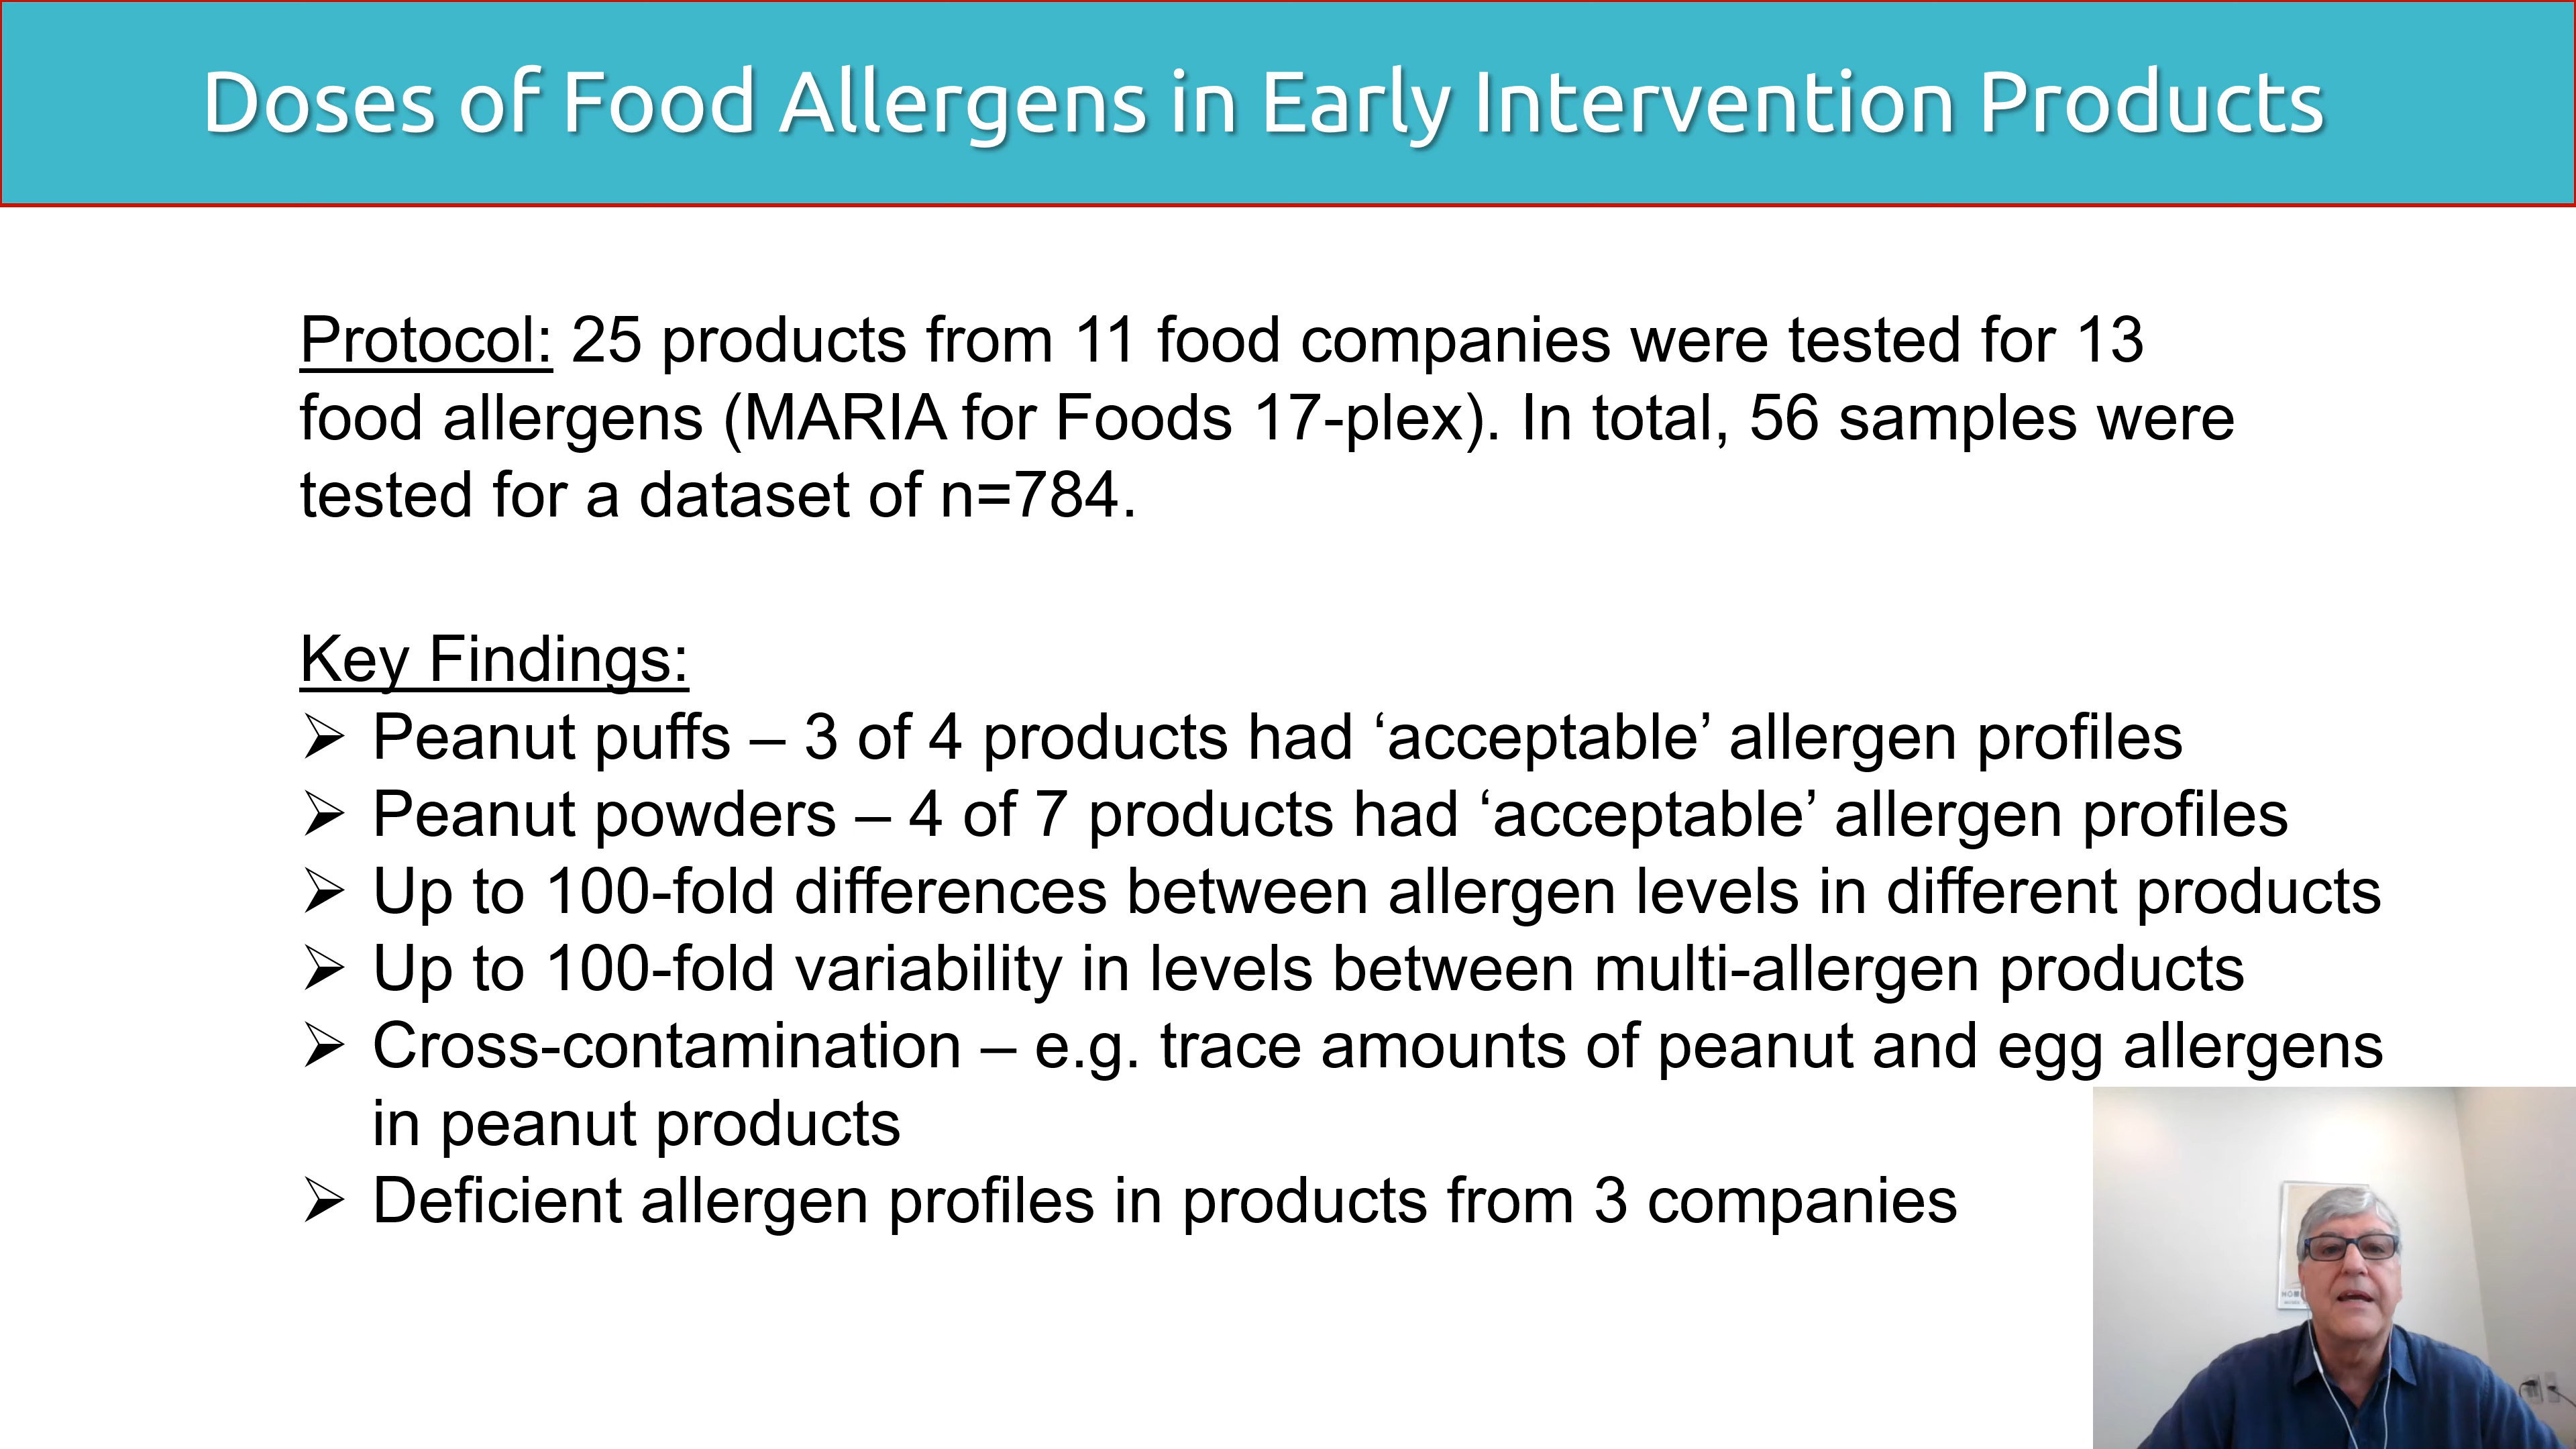 Doses of Food Allergens in Early Intervention Products
Protocol: 25 products from 11 food companies were tested for 13
food allergens (MARIA for Foods 17-plex). In total, 56 samples were
tested for a dataset of n=784.
Key Findings:
➢ Peanut puffs – 3 of 4 products had ‘acceptable’ allergen profiles
➢ Peanut powders – 4 of 7 products had ‘acceptable’ allergen profiles
➢ Up to 100-fold differences between allergen levels in different products
➢ Up to 100-fold variability in levels between multi-allergen products
➢ Cross-contamination – e.g. trace amounts of peanut and egg allergens
in peanut products
➢ Deficient allergen profiles in products from 3 companies